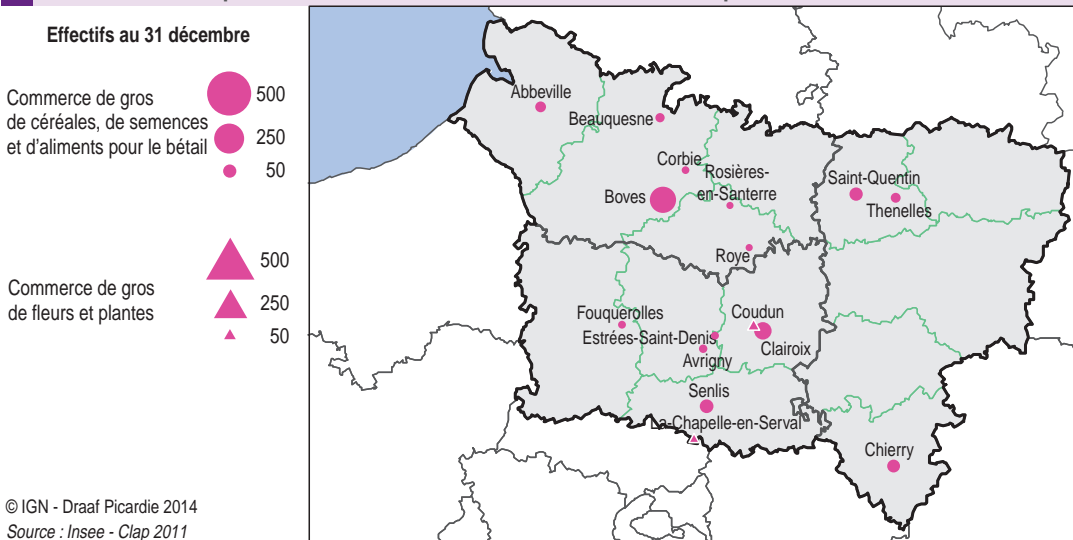 Effectifs au 31 décembre
Commerce de gros
de céréales, de semences
et d'aliments pour le bétail
500
250
50
Commerce de gros
de fleurs et plantes
500
250
50
Abbeville
Beauquesne
Corbie
Rosières-
en-Santerre
Boves
Saint-Quentin
Thenelles
Roye
Fouquerolles
Coudun
Estrées-Saint-Denis
Clairoix
Avrigny
Senlis
La-Chapelle-en-Serval
Chierry
© IGN - Draaf Picardie 2014
Source : Insee - Clap 2011